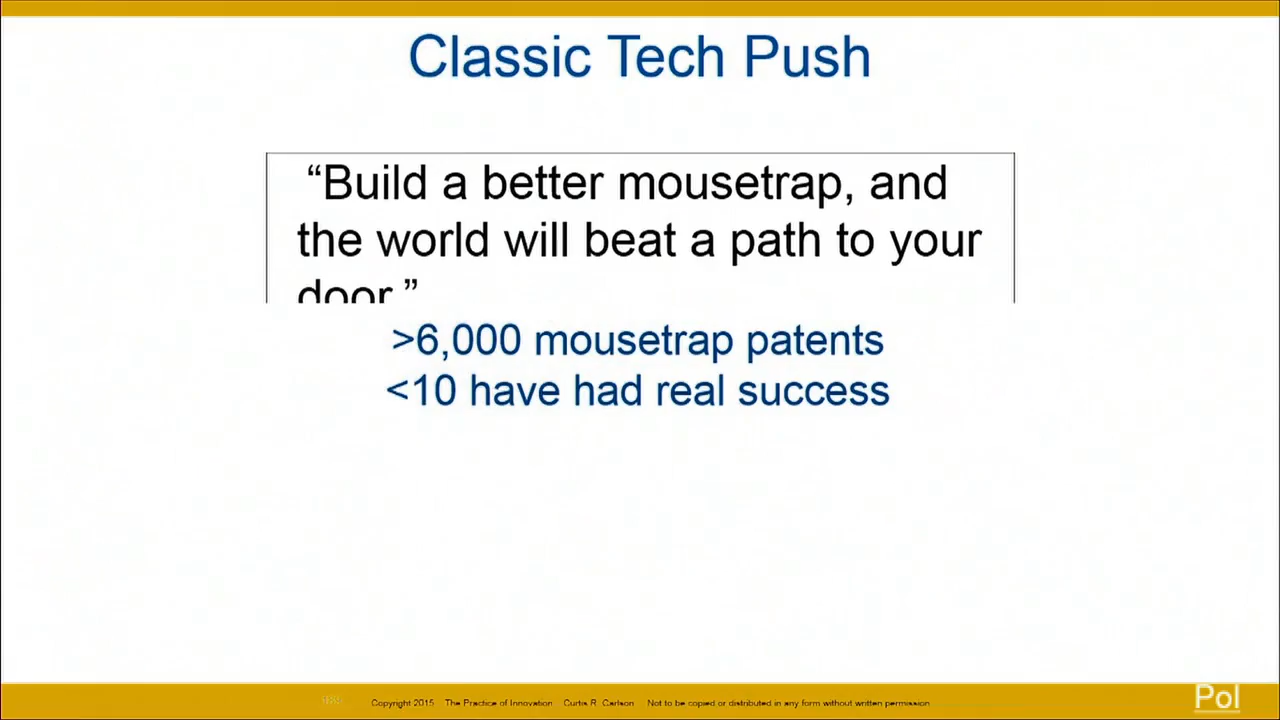 Classic Tech Push
“Build a better mousetrap, and
the world will beat a path to your
door.”
>6,000 mousetrap patents
<10 have had real success
Copyright 2015 The Practice of Innovation Curtis R. Carlson Not to be copied or distributed in any form without written permission
PoI